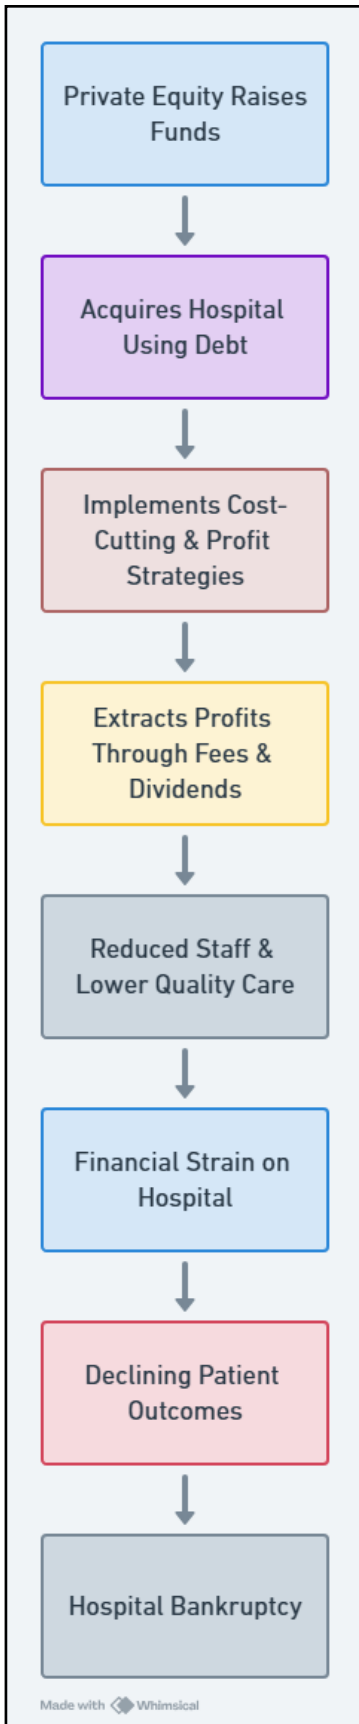 Private Equity Raises
Funds
Acquires Hospital
Using Debt
Implements Cost-
Cutting & Profit
Strategies
Extracts Profits
Through Fees &
Dividends
Reduced Staff &
Lower Quality Care
Financial Strain on
Hospital
Declining Patient
Outcomes
Hospital Bankruptcy
Made with Whimsical